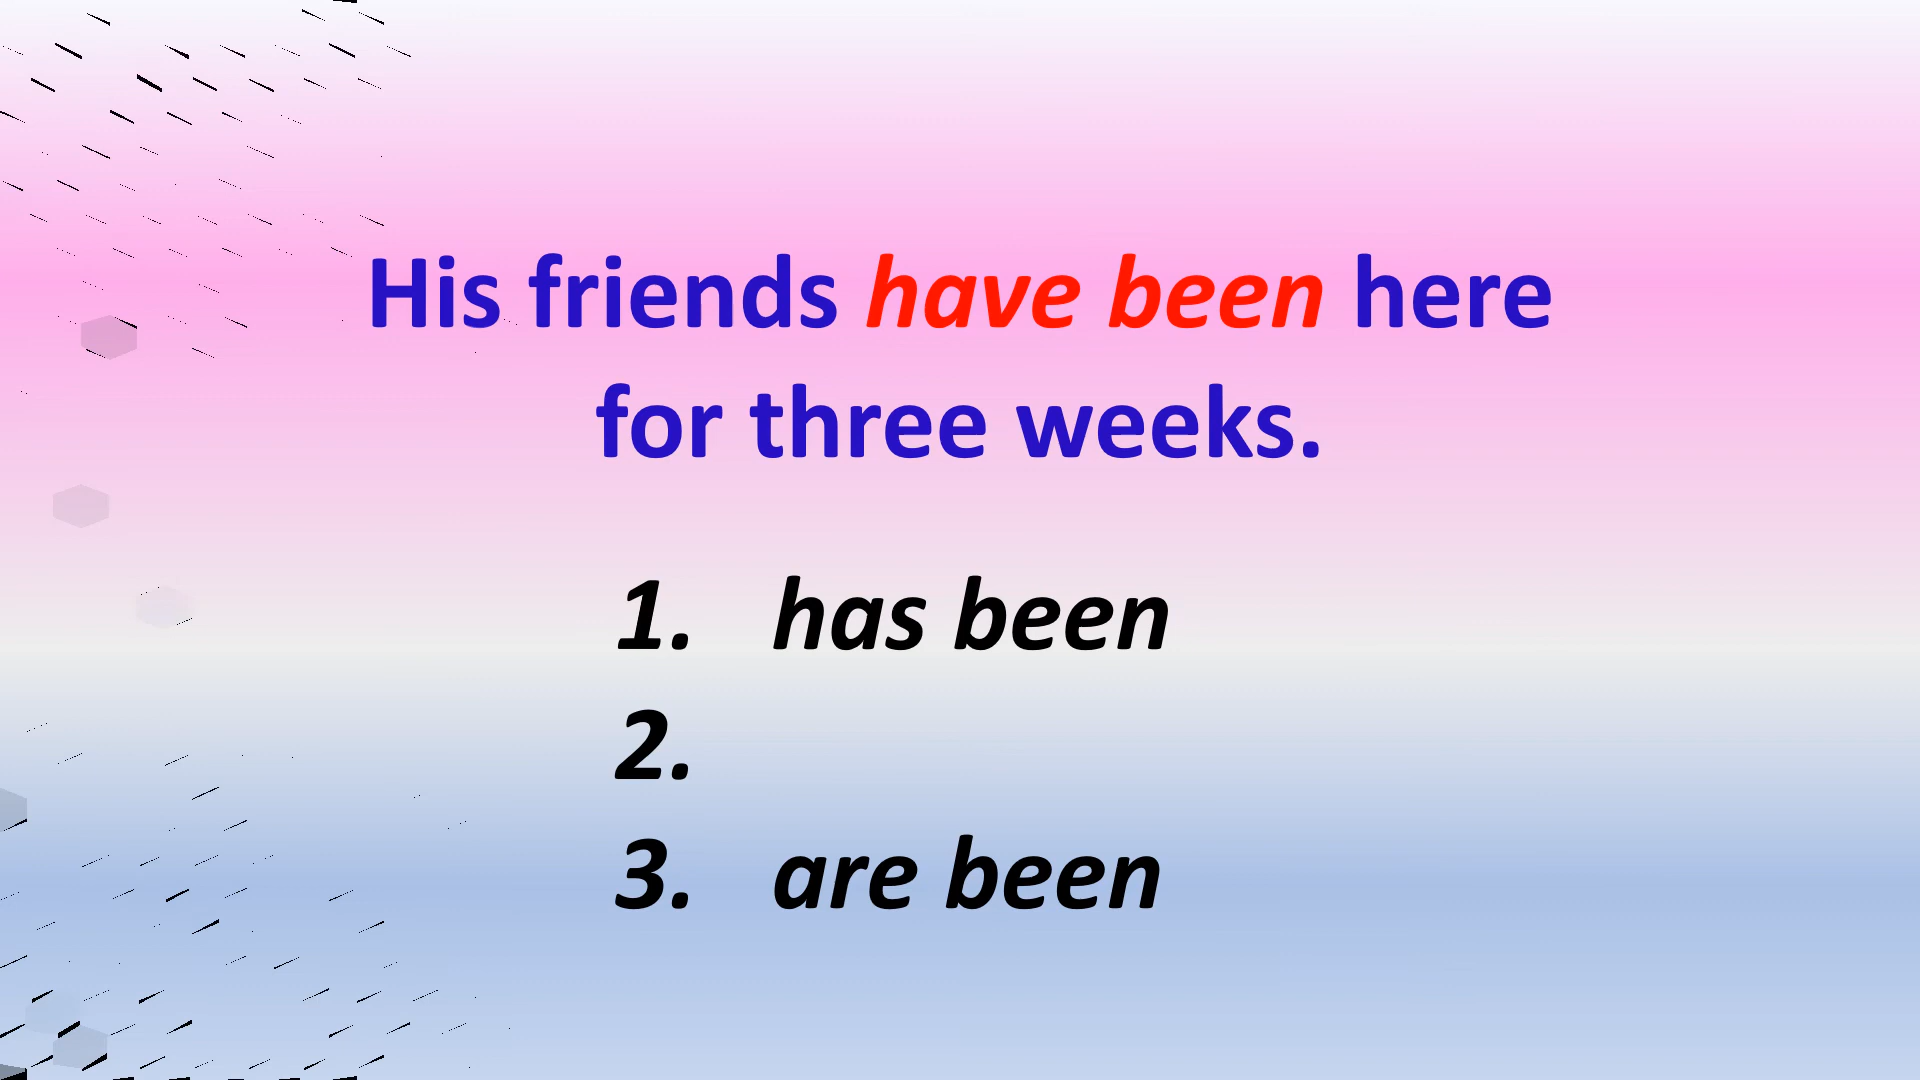 His friends have been here
for three weeks.
1. has been
2.
3. are been